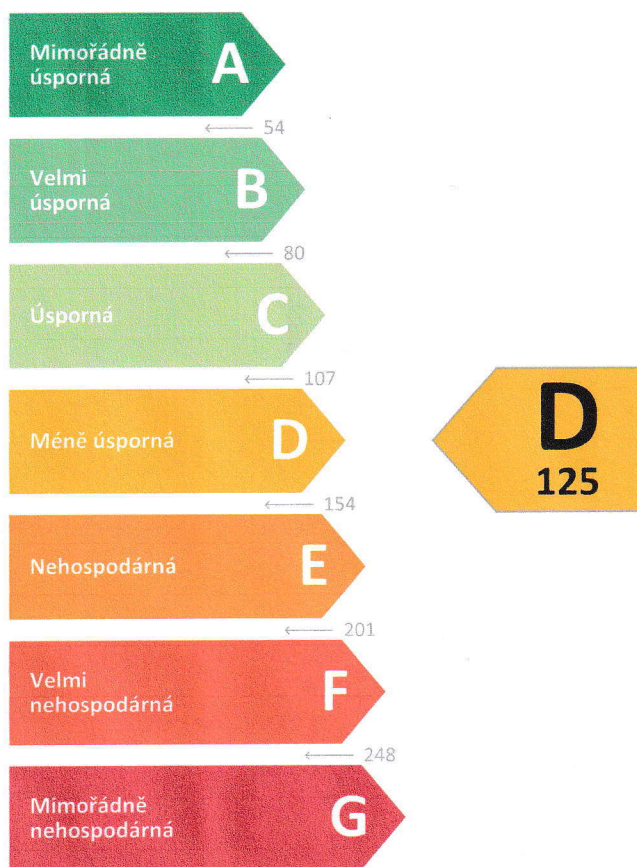 Mimořádně
úsporná
A
← 54
Velmi
úsporná
B
← 80
Úsporná
C
← 107
Méně úsporná
D
D
125
← 154
Nehospodárná
E
← 201
Velmi
nehospodárná
F
← 248
Mimořádně
nehospodárná
G